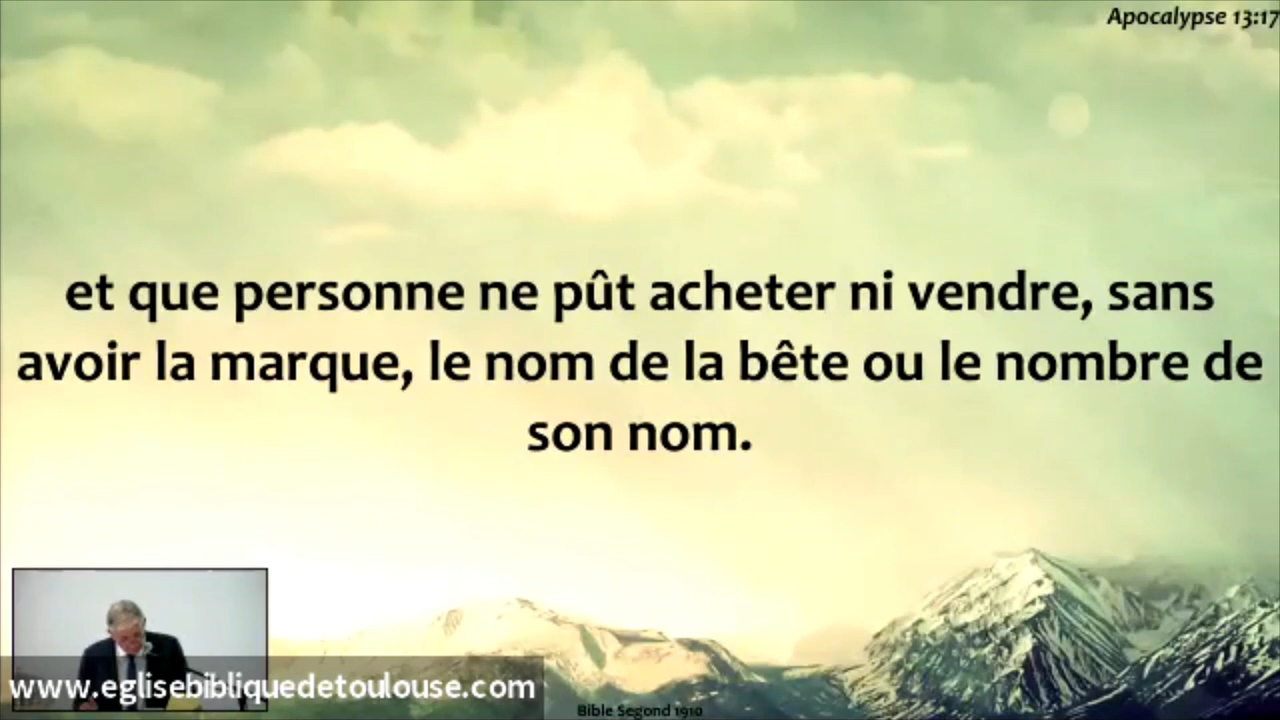 Apocalypse 13:17
et que personne ne pût acheter ni vendre, sans
avoir la marque, le nom de la bête ou le nombre de
son nom.
www.eglisebibliquedetoulouse.com
Bible Segond 1910